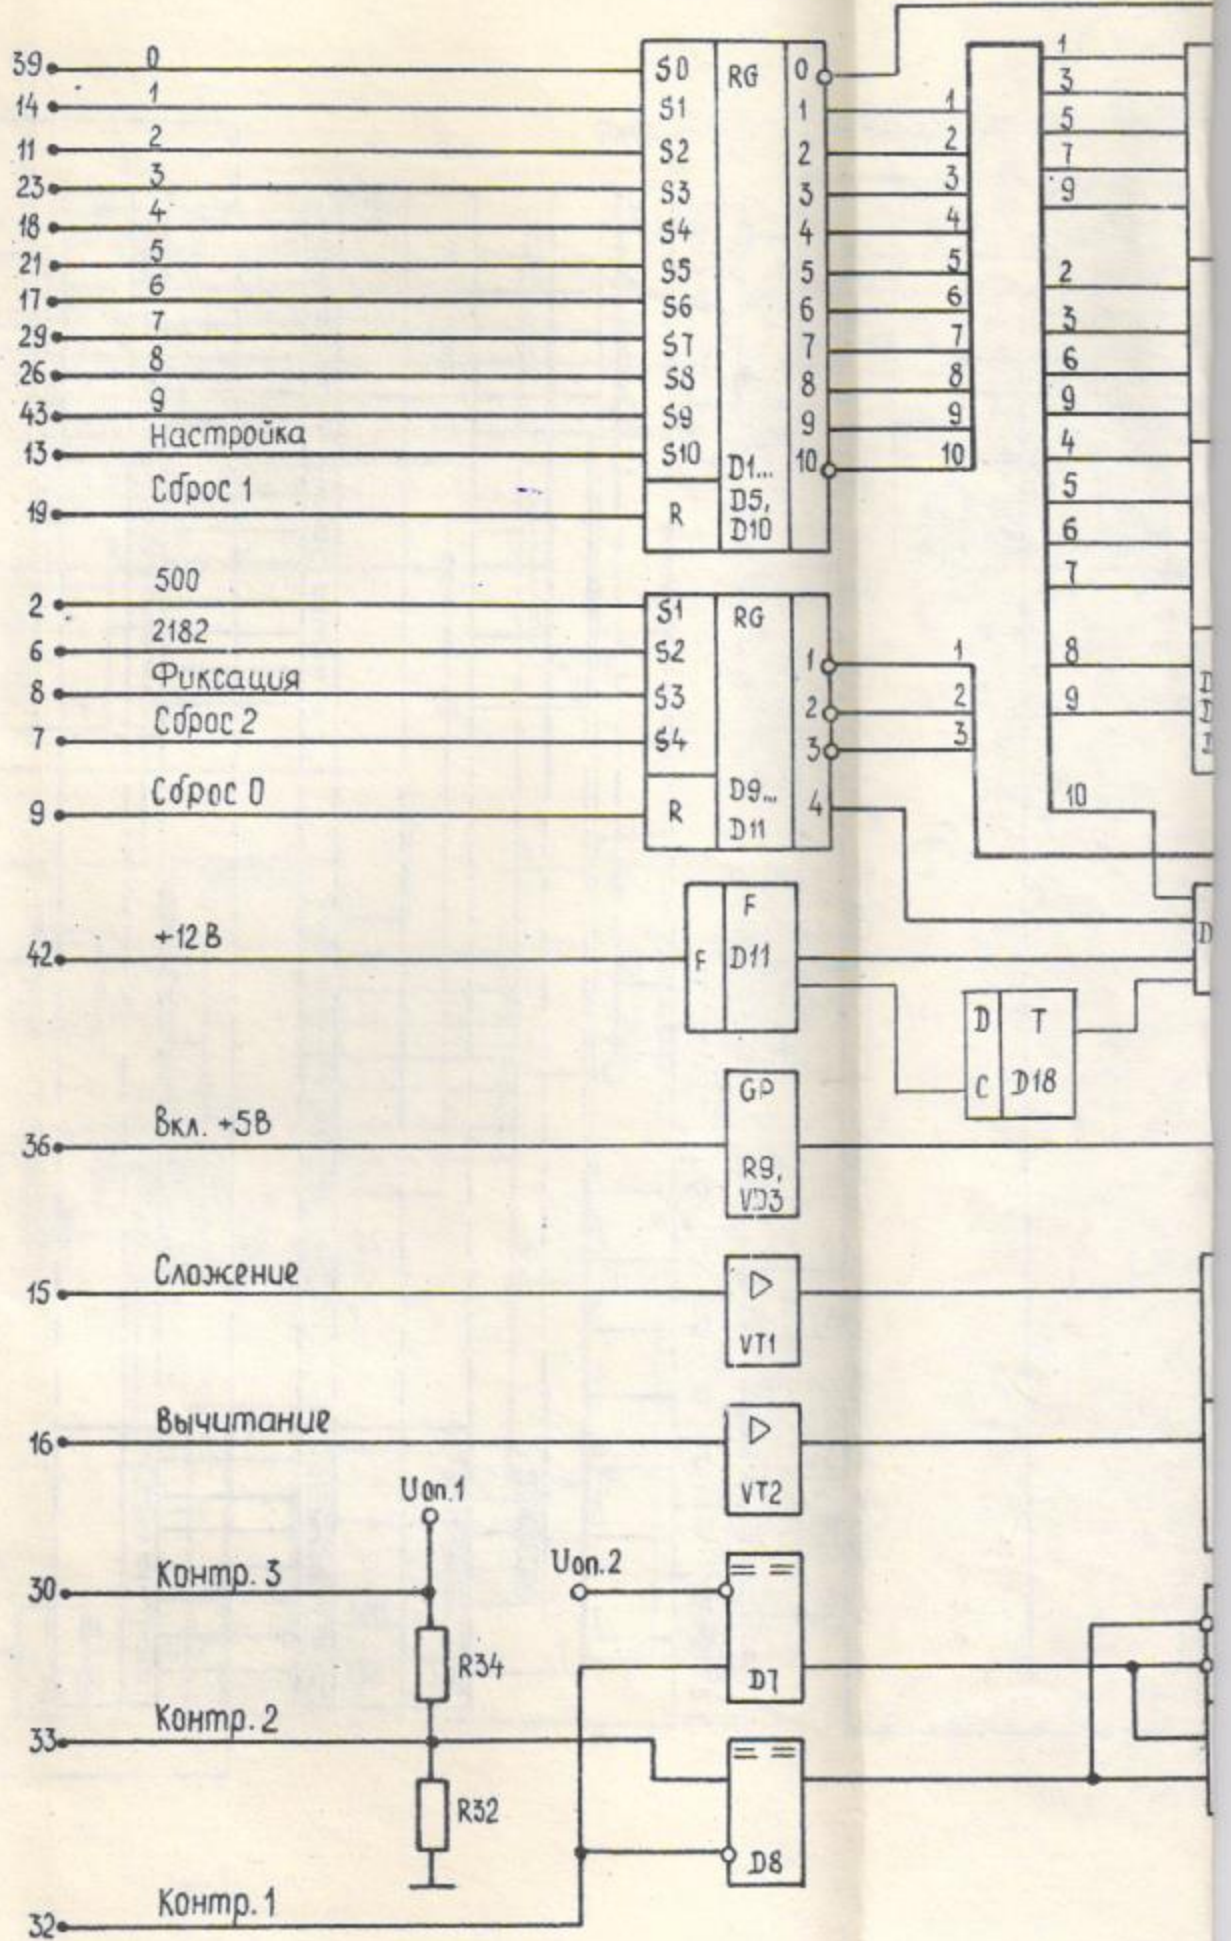 39 0 S0 RG 0 1
14 1 S1 1 1 3
11 2 S2 2 2 5
23 3 S3 3 3 7
18 4 S4 4 4 9
21 5 S5 5 5 2
17 6 S6 6 6 3
29 7 S7 7 7 6
26 8 S8 8 8 9
43 9 S9 9 9 4
13 Настройка S10 D1... 10 10 5
19 Сброс 1 R D5, 6
D10 7
2 500 S1 RG
6 2182 S2 1 1 8
8 Фиксация S3 2 2 9
7 Сброс 2 S4 3 3
9 Сброс 0 R D9... 4 10
D11
42 +12 В F F
D11
D T
C D18
36 Вкл. +5В GP
R9,
VD3
15 Сложение ▷
VT1
16 Вычитание ▷
VT2
Uоп.1
30 Контр. 3 Uоп.2 = =
R34 D7
33 Контр. 2 = =
R32 D8
32 Контр. 1